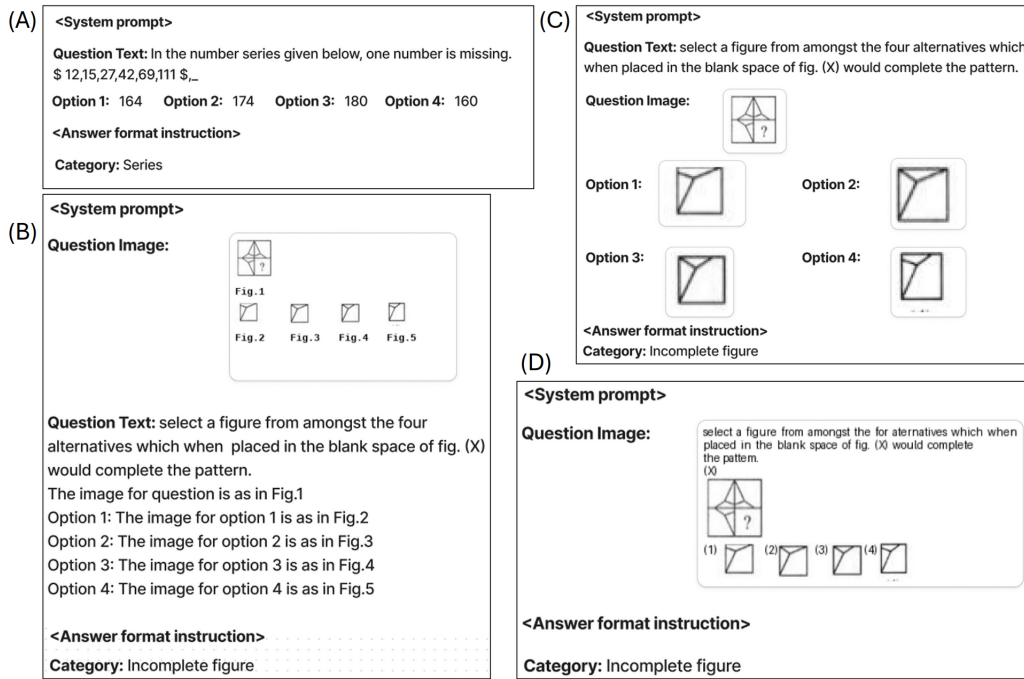 (A)
<System prompt>
Question Text: In the number series given below, one number is missing.
$ 12,15,27,42,69,111 $,_
Option 1: 164 Option 2: 174 Option 3: 180 Option 4: 160
<Answer format instruction>
Category: Series
(B)
<System prompt>
Question Image:
?
Fig.1
Fig.2 Fig.3 Fig.4 Fig.5
Question Text: select a figure from amongst the four
alternatives which when placed in the blank space of fig. (X)
would complete the pattern.
The image for question is as in Fig.1
Option 1: The image for option 1 is as in Fig.2
Option 2: The image for option 2 is as in Fig.3
Option 3: The image for option 3 is as in Fig.4
Option 4: The image for option 4 is as in Fig.5
<Answer format instruction>
Category: Incomplete figure
(C)
<System prompt>
Question Text: select a figure from amongst the four alternatives which
when placed in the blank space of fig. (X) would complete the pattern.
Question Image:
?
Option 1: Option 2:
Option 3: Option 4:
<Answer format instruction>
Category: Incomplete figure
(D)
<System prompt>
Question Image:
select a figure from amongst the for aternatives which when
placed in the blank space of fig. (X) would complete
the pattem.
(X)
?
(1) (2) (3) (4)
<Answer format instruction>
Category: Incomplete figure